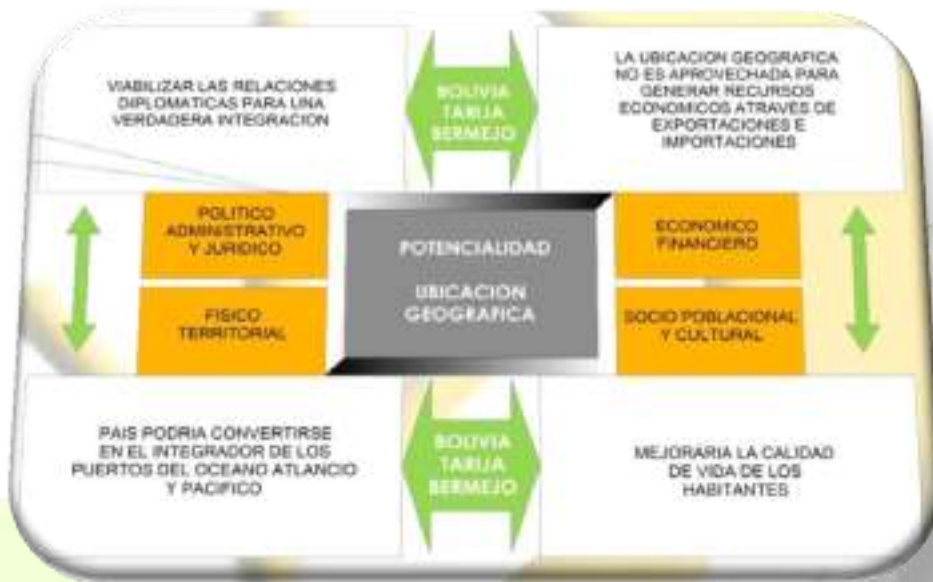 VIABILIZAR LAS RELACIONES
DIPLOMATICAS PARA UNA
VERDADERA INTEGRACION
BOLIVIA
TARIJA
BERMEJO
LA UBICACION GEOGRAFICA
NO ES APROVECHADA PARA
GENERAR RECURSOS
ECONOMICOS ATRAVES DE
EXPORTACIONES E
IMPORTACIONES
POLITICO
ADMINISTRATIVO
Y JURIDICO
FISICO
TERRITORIAL
POTENCIALIDAD
UBICACION
GEOGRAFICA
ECONOMICO
FINANCIERO
SOCIO POBLACIONAL
Y CULTURAL
PAIS PODRIA CONVERTIRSE
EN EL INTEGRADOR DE LOS
PUERTOS DEL OCEANO ATLANCIO
Y PACIFICO
BOLIVIA
TARIJA
BERMEJO
MEJORARIA LA CALIDAD
DE VIDA DE LOS
HABITANTES